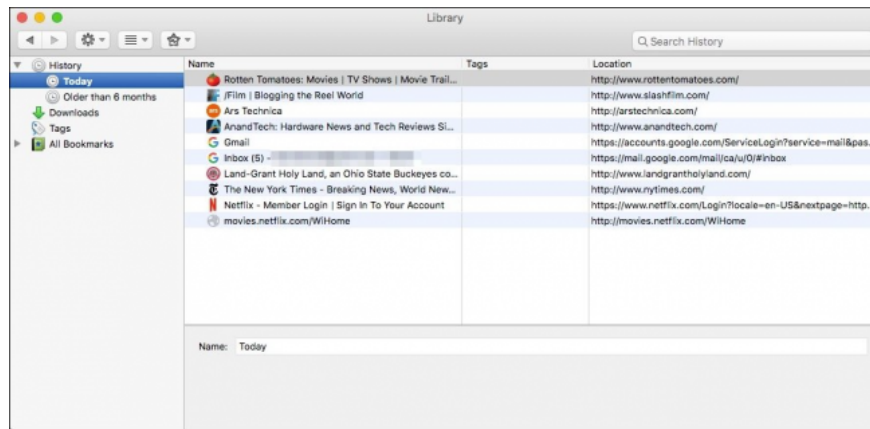 Library
Search History
History
Today
Older than 6 months
Downloads
Tags
All Bookmarks
Name Tags Location
Rotten Tomatoes: Movies | TV Shows | Movie Trail... http://www.rottentomatoes.com/
/Film | Blogging the Reel World http://www.slashfilm.com/
Ars Technica http://arstechnica.com/
AnandTech: Hardware News and Tech Reviews Si... http://www.anandtech.com/
Gmail https://accounts.google.com/ServiceLogin?service=mail&pas.
Inbox (5) - https://mail.google.com/mail/ca/u/0/#inbox
Land-Grant Holy Land, an Ohio State Buckeyes co... http://www.landgrantholyland.com/
The New York Times - Breaking News, World New... http://www.nytimes.com/
Netflix - Member Login | Sign In To Your Account https://www.netflix.com/Login?locale=en-US&nextpage=http.
movies.netflix.com/WiHome http://movies.netflix.com/WiHome
Name: Today